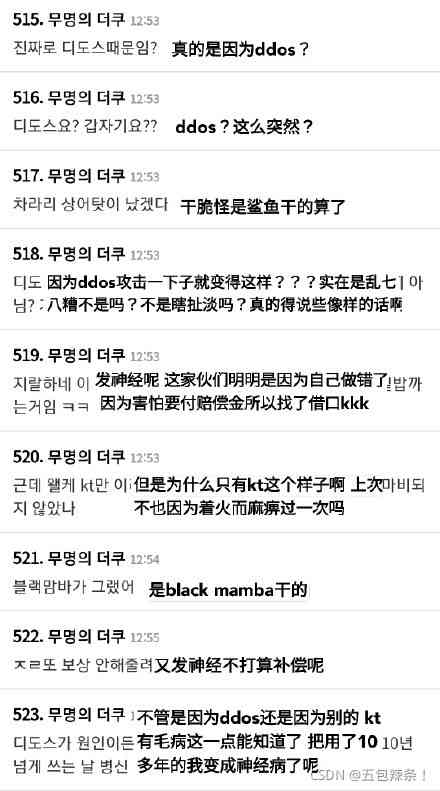 515. 무명의 더쿠 12:53
진짜로 디도스때문임? 真的是因为ddos？
516. 무명의 더쿠 12:53
디도스요? 갑자기요?? ddos？这么突然？
517. 무명의 더쿠 12:53
차라리 상어탓이 났겠다 干脆怪是鲨鱼干的算了
518. 무명의 더쿠 12:53
디도 因为ddos攻击一下子就变得这样？？？实在是乱七 아
님? : 八糟不是吗？不是瞎扯淡吗？真的得说些像样的话啊
519. 무명의 더쿠 12:53
지랄하네 이 发神经呢 这家伙们明明是因为自己做错了 밥까
는거임 ㅋㅋ 因为害怕要付赔偿金所以找了借口kkk
520. 무명의 더쿠 12:53
근데 왤케 kt만 이 但是为什么只有kt这个样子啊 上次 마비되
지 않았나 不也因为着火而麻痹过一次吗
521. 무명의 더쿠 12:54
블랙맘바가 그랬어 是black mamba干的
522. 무명의 더쿠 12:55
ㅈㄹ또 보상 안해줄려 又发神经不打算补偿呢
523. 무명의 더쿠 不管是因为ddos还是因为别的 kt
디도스가 원인이든 有毛病这一点能知道了 把用了10 10년
넘게 쓰는 날 병신 多年的我变成神经病了呢
CSDN @五包辣条！